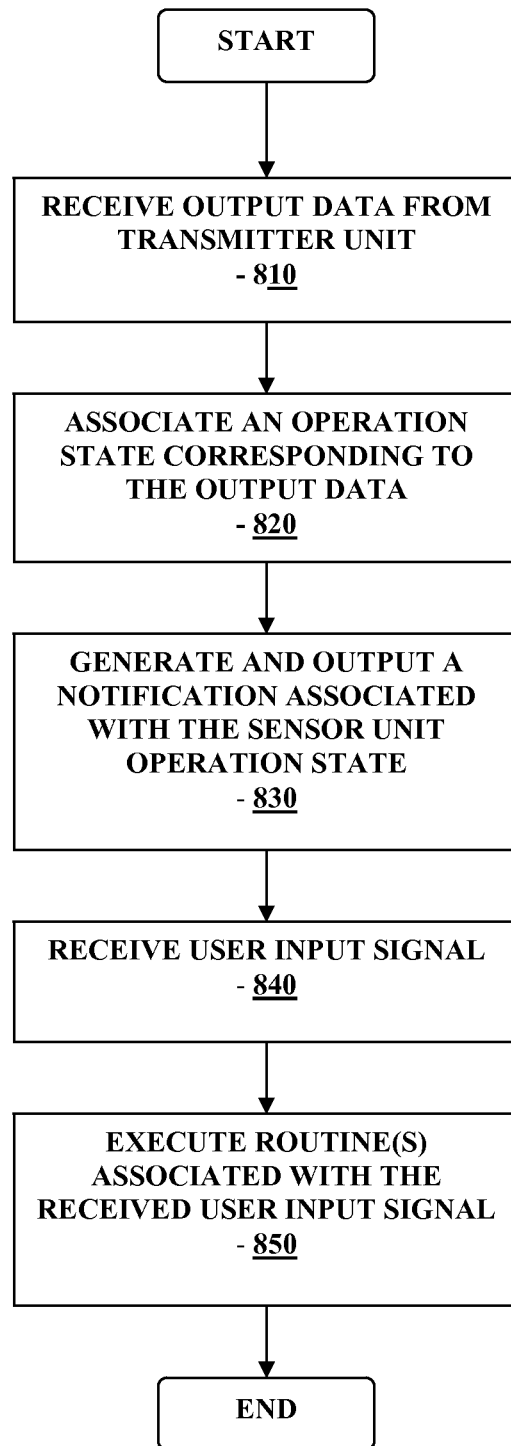 START
RECEIVE OUTPUT DATA FROM
TRANSMITTER UNIT
- 810
ASSOCIATE AN OPERATION
STATE CORRESPONDING TO
THE OUTPUT DATA
- 820
GENERATE AND OUTPUT A
NOTIFICATION ASSOCIATED
WITH THE SENSOR UNIT
OPERATION STATE
- 830
RECEIVE USER INPUT SIGNAL
- 840
EXECUTE ROUTINE(S)
ASSOCIATED WITH THE
RECEIVED USER INPUT SIGNAL
- 850
END